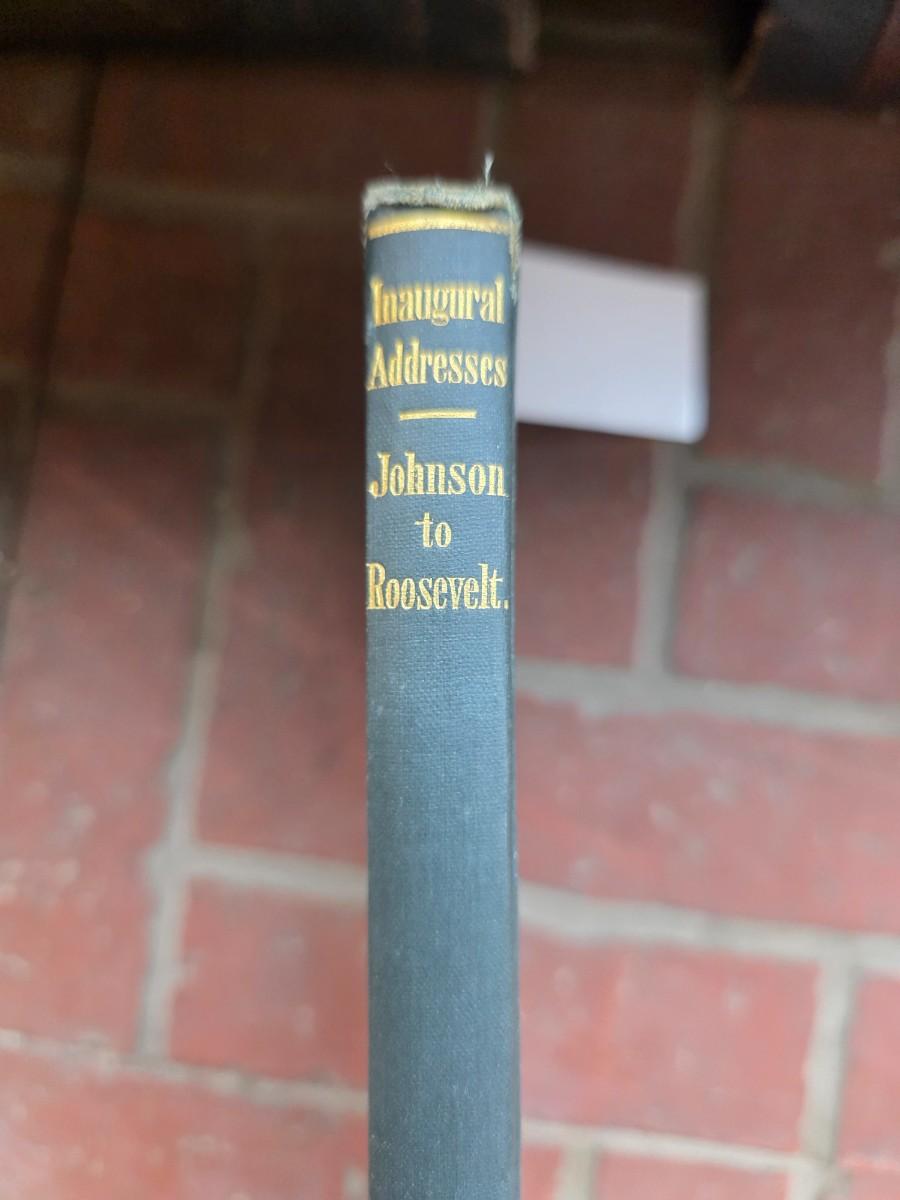 Inaugural
Addresses
Johnson
to
Roosevelt.